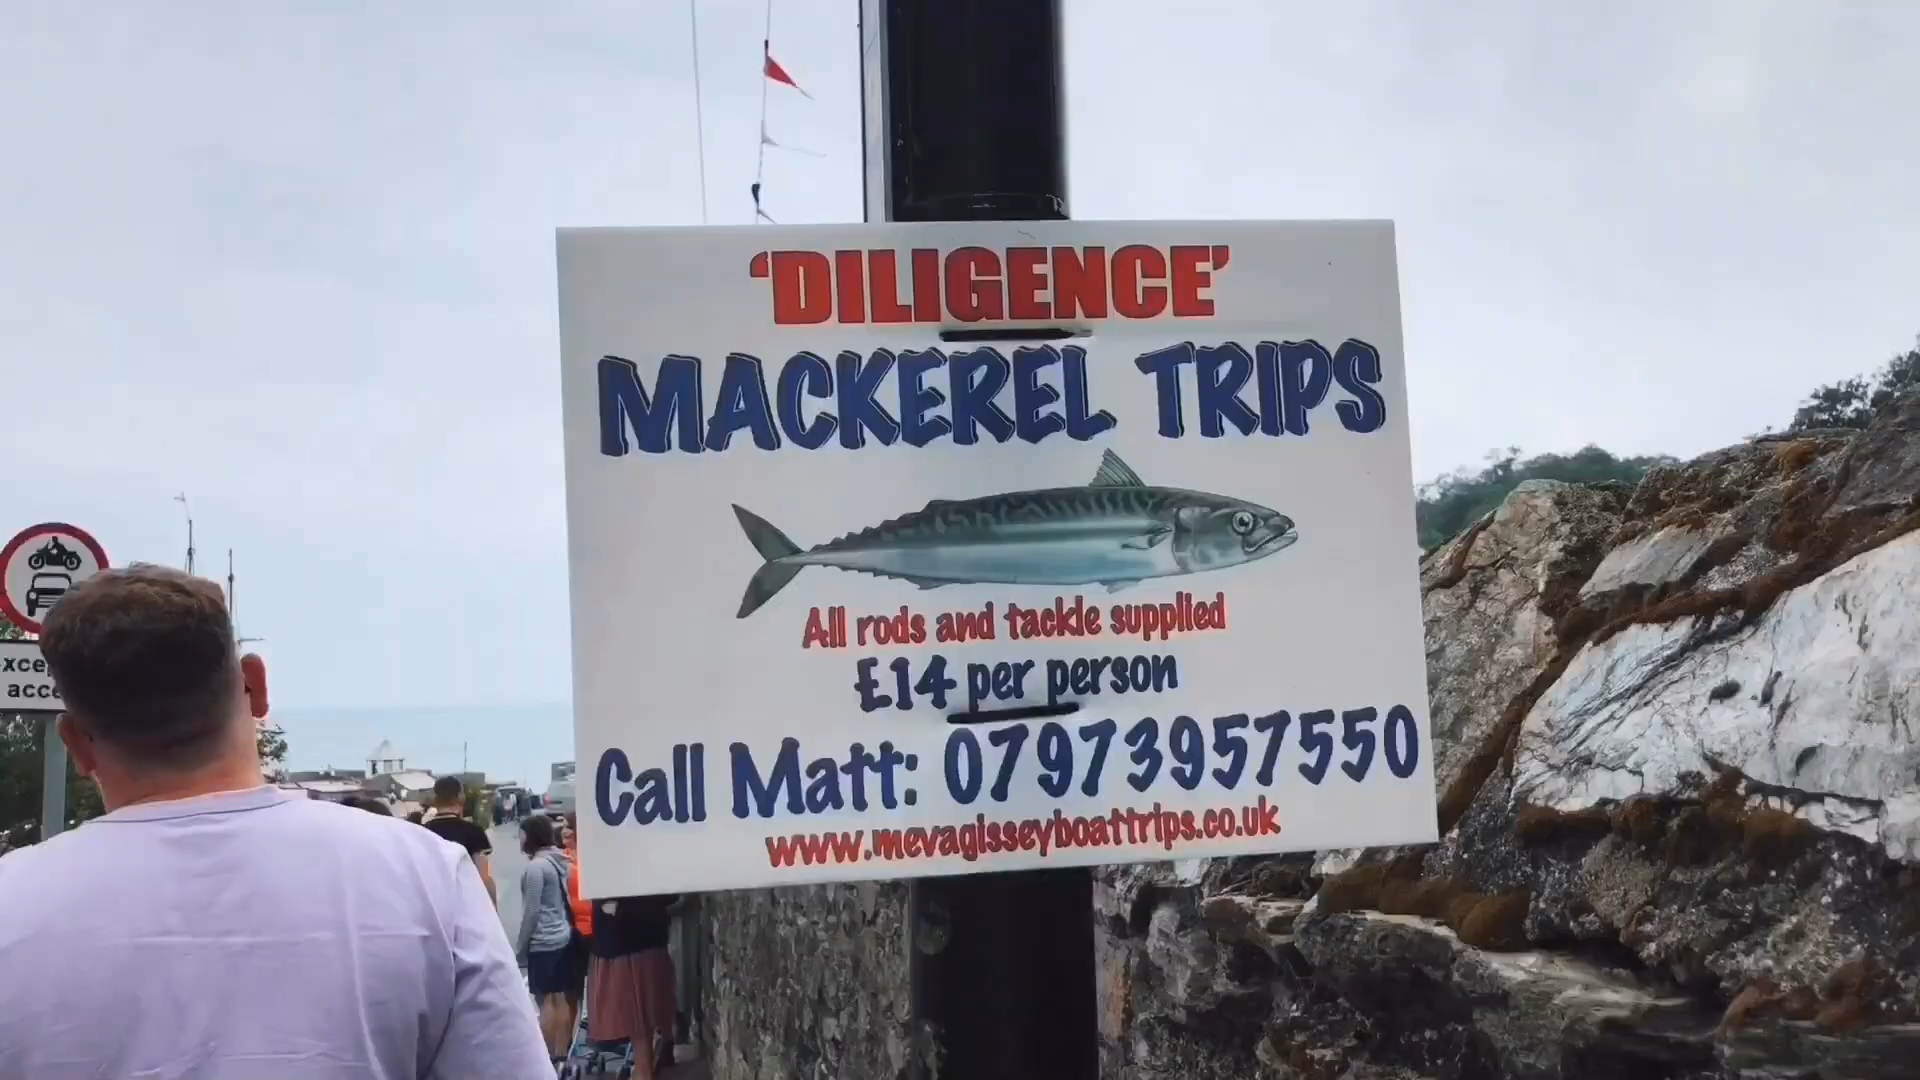 'DILIGENCE'
MACKEREL TRIPS
All rods and tackle supplied
£14 per person
Call Matt: 07973957550
www.mevagisseyboattrips.co.uk